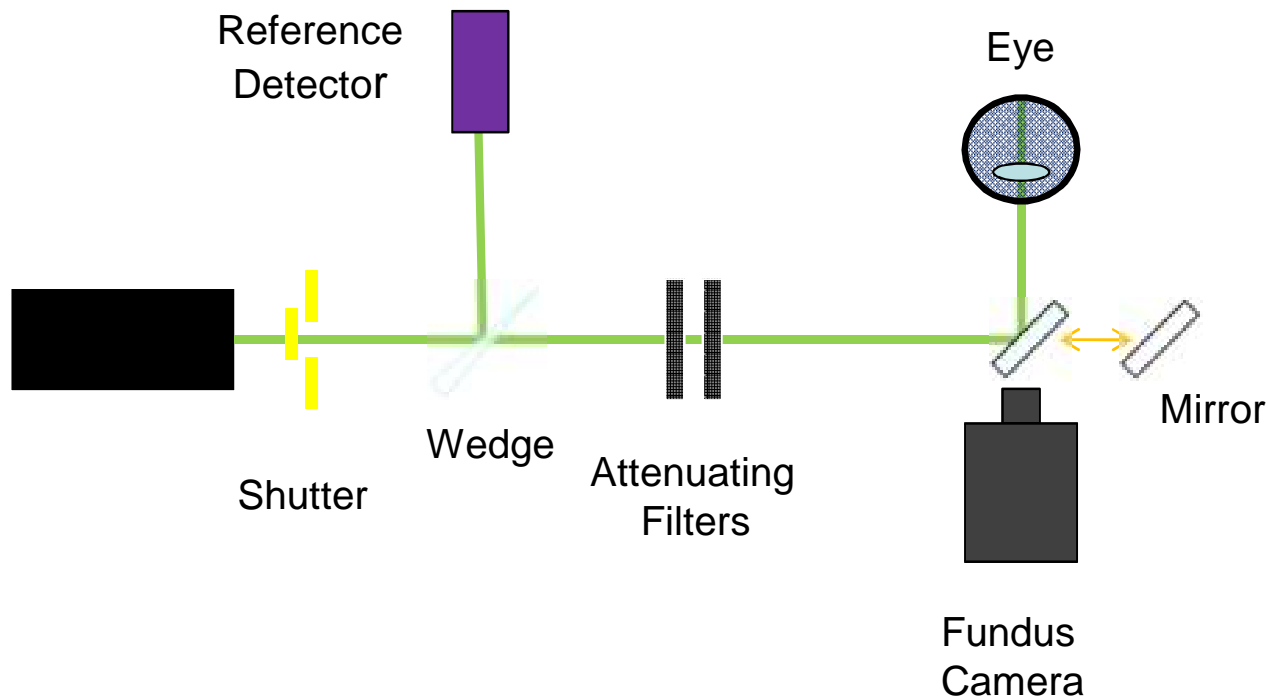 Reference
Detector
Eye
Mirror
Wedge
Attenuating
Filters
Shutter
Fundus
Camera